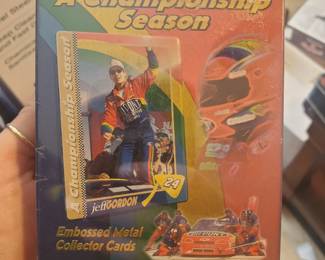 A Championship
Season
A Championship Season
24
jeff GORDON
Embossed Metal
Collector Cards